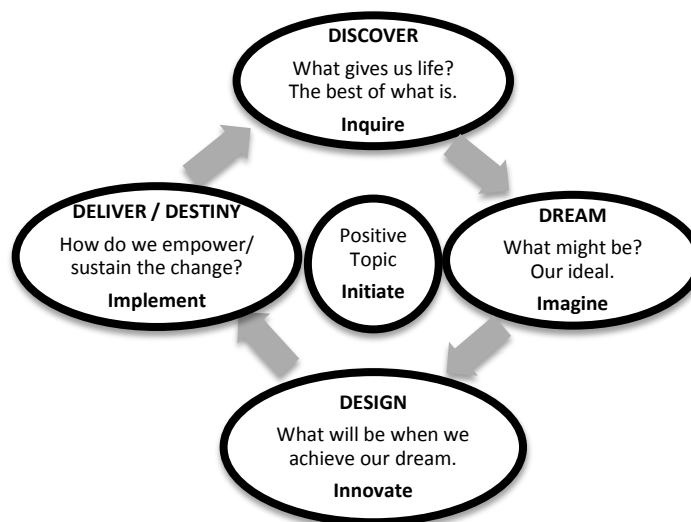 DISCOVER
What gives us life?
The best of what is.
Inquire
DREAM
What might be?
Our ideal.
Imagine
DESIGN
What will be when we
achieve our dream.
Innovate
DELIVER / DESTINY
How do we empower/
sustain the change?
Implement
Positive
Topic
Initiate